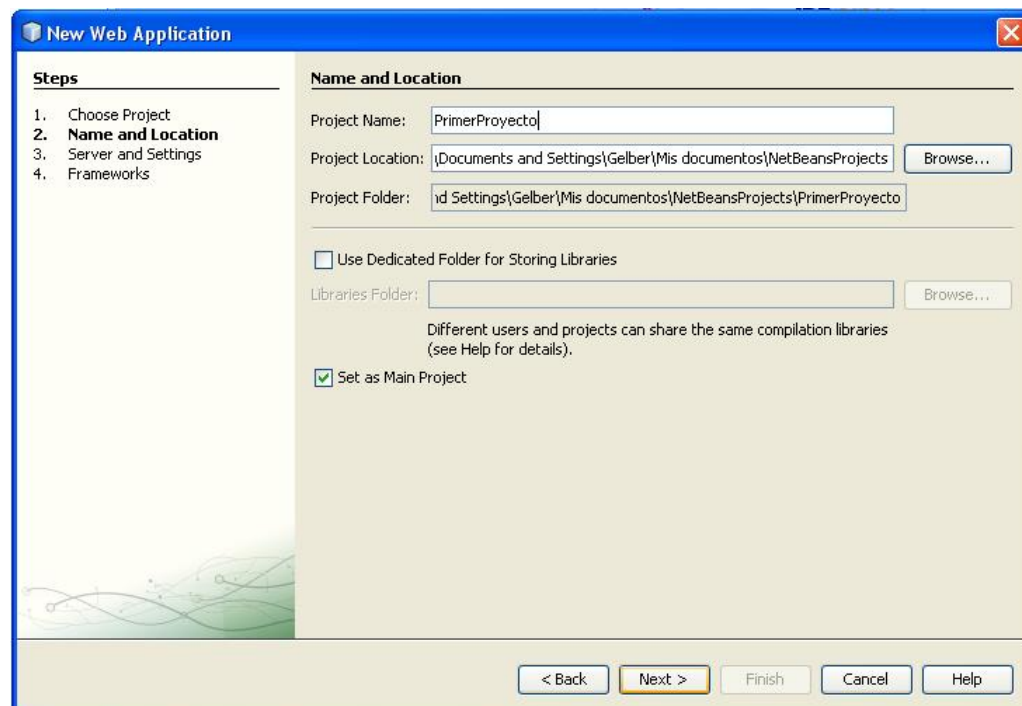 New Web Application
Steps
1. Choose Project
2. Name and Location
3. Server and Settings
4. Frameworks
Name and Location
Project Name: PrimerProyecto
Project Location: \Documents and Settings\Gelber\Mis documentos\NetBeansProjects Browse...
Project Folder: nd Settings\Gelber\Mis documentos\NetBeansProjects\PrimerProyecto
Use Dedicated Folder for Storing Libraries
Libraries Folder: Browse...
Different users and projects can share the same compilation libraries
(see Help for details).
Set as Main Project
< Back Next > Finish Cancel Help